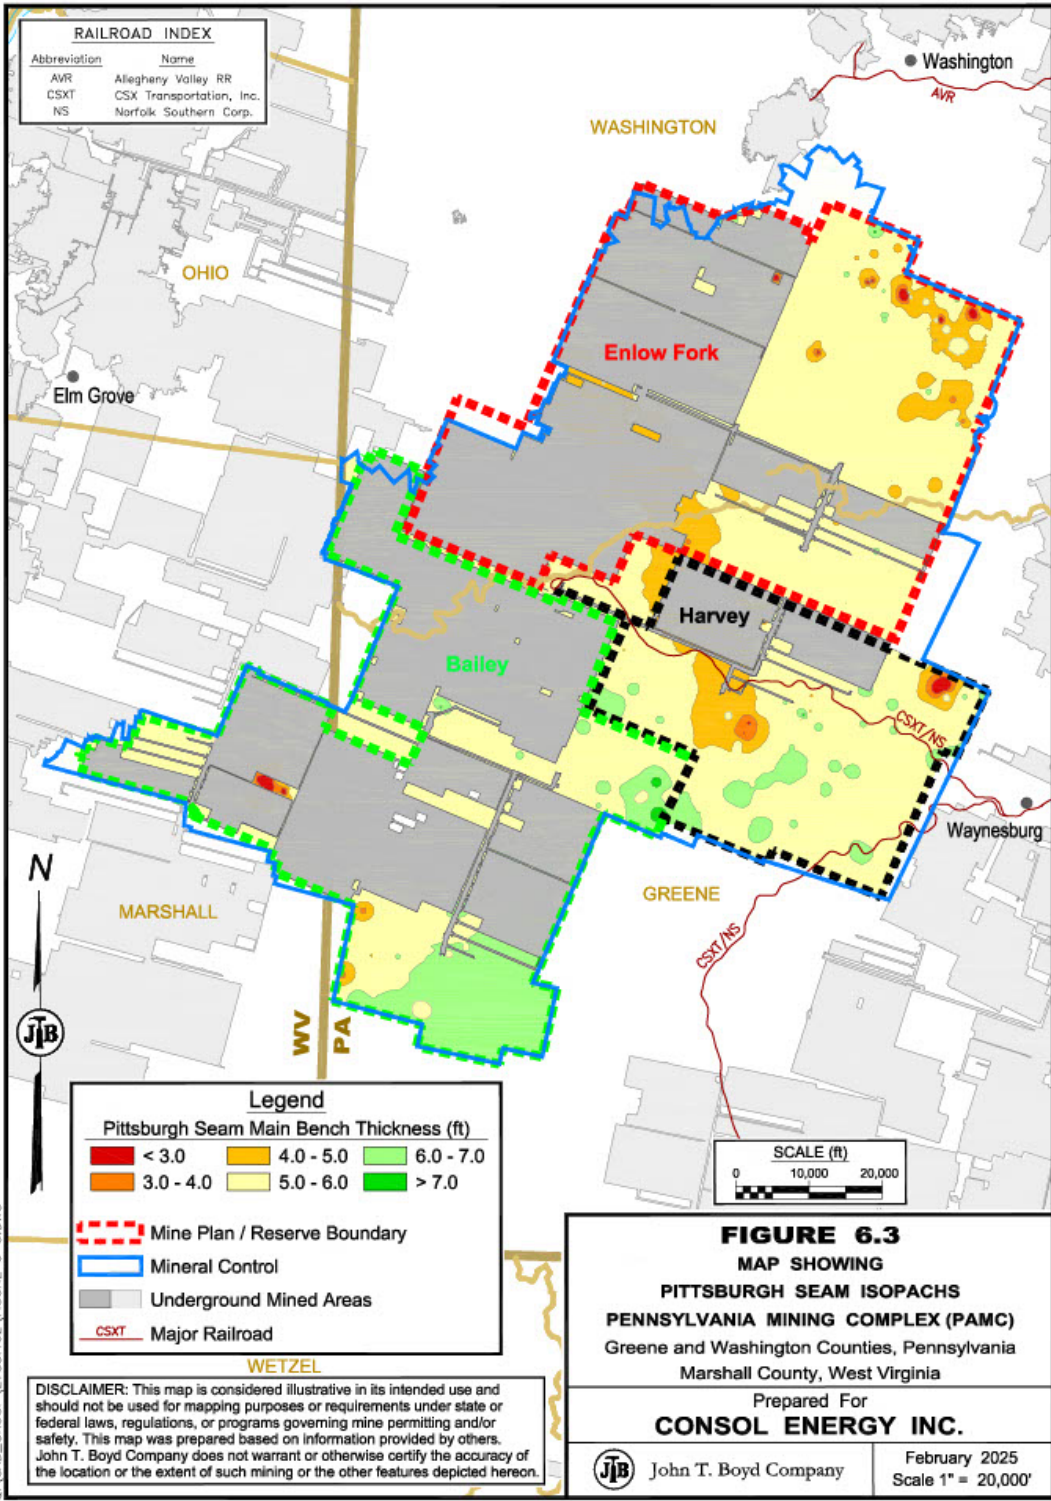 RAILROAD INDEX
Abbreviation Name
AVR Allegheny Valley RR
CSXT CSX Transportation, Inc.
NS Norfolk Southern Corp.
Washington
AVR
WASHINGTON
OHIO
Elm Grove
Enlow Fork
Harvey
Bailey
CSXT/NS
Waynesburg
GREENE
MARSHALL
CSXT/NS
N
JTB
WV
PA
Legend
Pittsburgh Seam Main Bench Thickness (ft)
< 3.0 4.0 - 5.0 6.0 - 7.0
3.0 - 4.0 5.0 - 6.0 > 7.0
Mine Plan / Reserve Boundary
Mineral Control
Underground Mined Areas
CSXT Major Railroad
SCALE (ft)
0 10,000 20,000
WETZEL
DISCLAIMER: This map is considered illustrative in its intended use and
should not be used for mapping purposes or requirements under state or
federal laws, regulations, or programs governing mine permitting and/or
safety. This map was prepared based on information provided by others.
John T. Boyd Company does not warrant or otherwise certify the accuracy of
the location or the extent of such mining or the other features depicted hereon.
FIGURE 6.3
MAP SHOWING
PITTSBURGH SEAM ISOPACHS
PENNSYLVANIA MINING COMPLEX (PAMC)
Greene and Washington Counties, Pennsylvania
Marshall County, West Virginia
Prepared For
CONSOL ENERGY INC.
JTB John T. Boyd Company
February 2025
Scale 1" = 20,000'